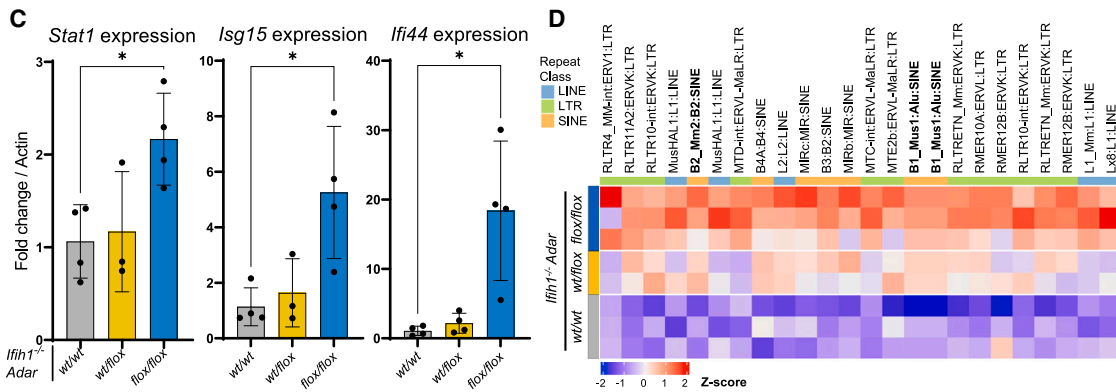 C
Stat1 expression
Isg15 expression
Ifi44 expression
*
*
*
Fold change / Actin
3
2
1
0
15
10
5
0
10
8
6
4
2
0
40
30
20
10
0
wt/wt
wt/flox
flox/flox
wt/wt
wt/flox
flox/flox
wt/wt
wt/flox
flox/flox
Ifih1-/-
Adar
D
Repeat
Class
LINE
LTR
SINE
RLTR4_MM-int:ERV1:LTR
RLTR11A2:ERVK:LTR
RLTR10-int:ERVK:LTR
MusHAL1:L1:LINE
B2_Mm2:B2:SINE
MusHAL1:L1:LINE
MTD-int:ERVL-MaLR:LTR
B4A:B4:SINE
L2:L2:LINE
MIRc:MIR:SINE
B3:B2:SINE
MIRb:MIR:SINE
MTC-int:ERVL-MaLR:LTR
MTE2b:ERVL-MaLR:LTR
B1_Mus1:Alu:SINE
B1_Mus1:Alu:SINE
RLTRETN_Mm:ERVK:LTR
RMER10A:ERVL:LTR
RMER12B:ERVK:LTR
RLTR10-int:ERVK:LTR
RLTRETN_Mm:ERVK:LTR
RMER12B:ERVK:LTR
L1_Mm:L1:LINE
Lx8:L1:LINE
Ifih1-/- Adar
flox/flox
wt/flox
wt/wt
-2 -1 0 1 2
Z-score